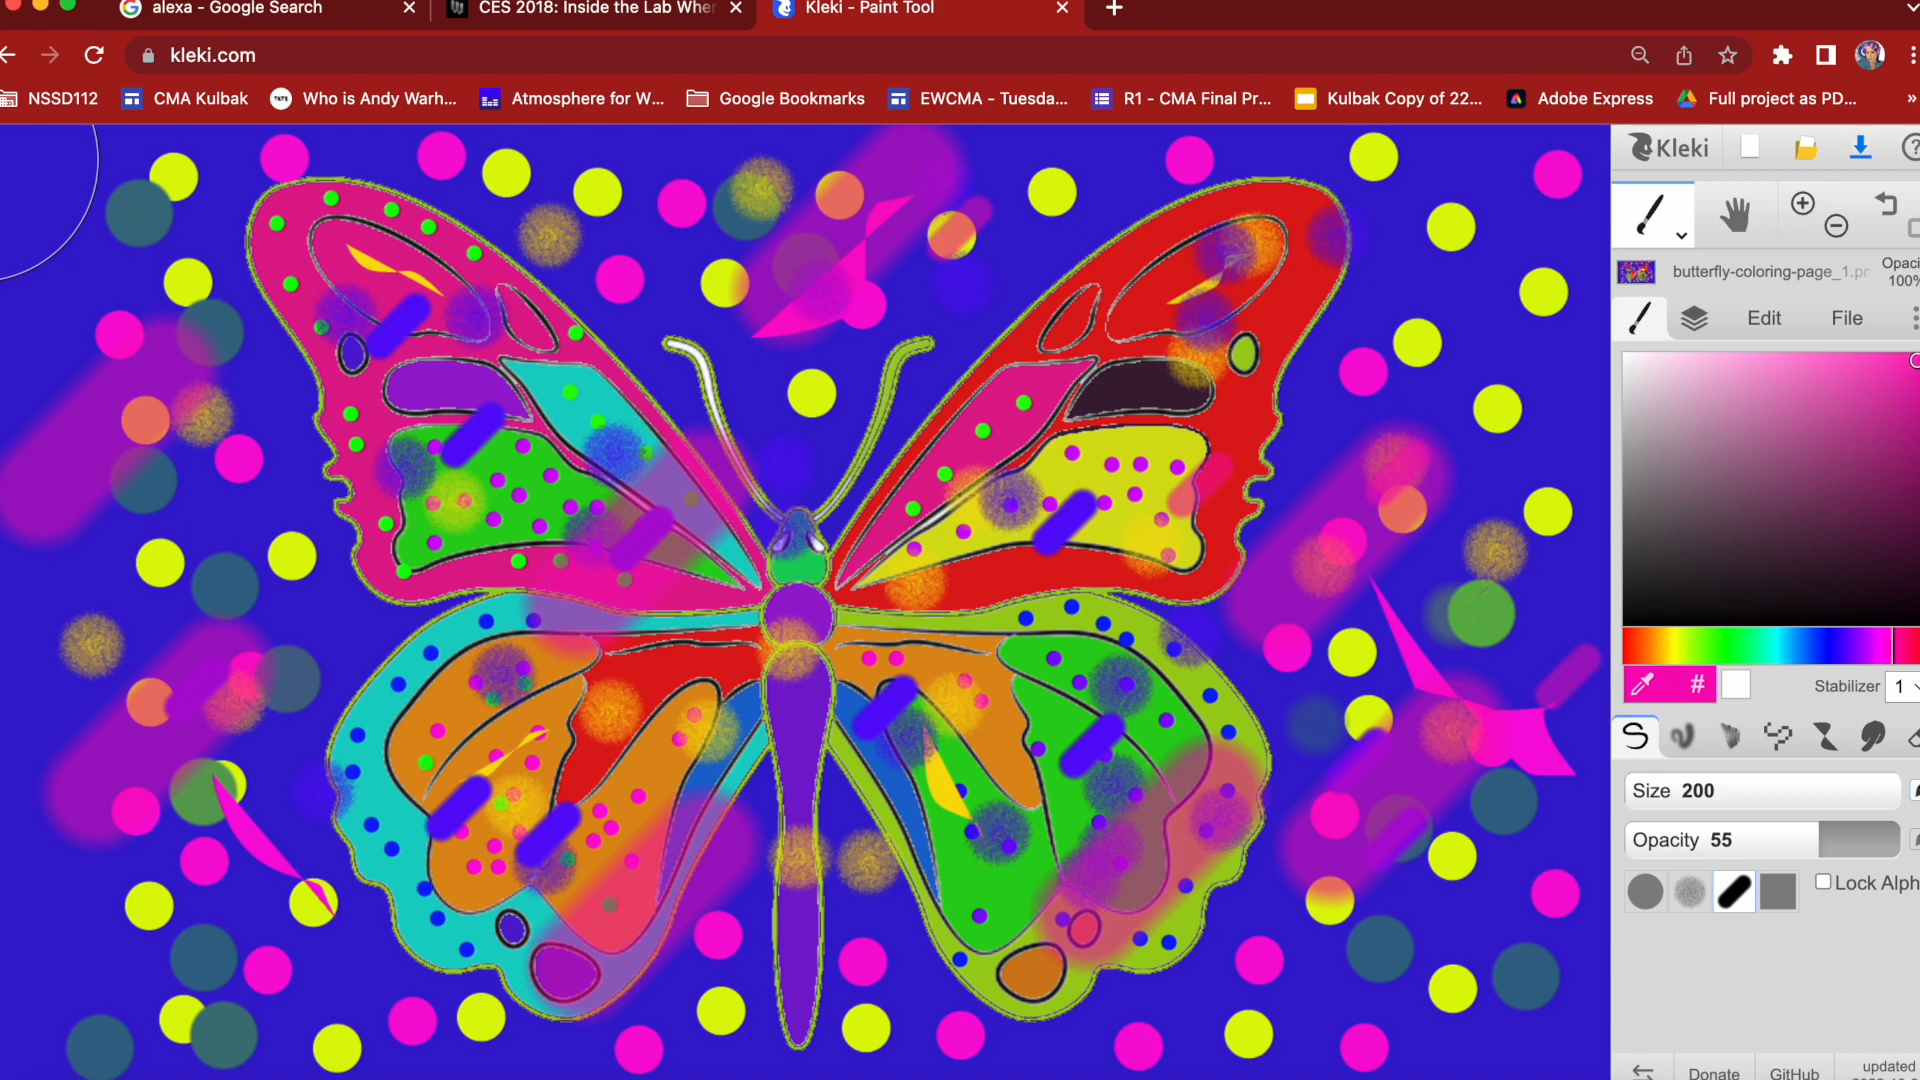 alexa - Google Search
CES 2018: Inside the Lab Wher
Kleki - Paint Tool
kleki.com
NSSD112
CMA Kulbak
Who is Andy Warh...
Atmosphere for W...
Google Bookmarks
EWCMA - Tuesda...
R1 - CMA Final Pr...
Kulbak Copy of 22...
Adobe Express
Full project as PD...
»
Kleki
butterfly-coloring-page_1.pr
Opaci
100%
Edit
File
#
Stabilizer 1
Size 200
Opacity 55
Lock Alph
Donate
GitHub
updated